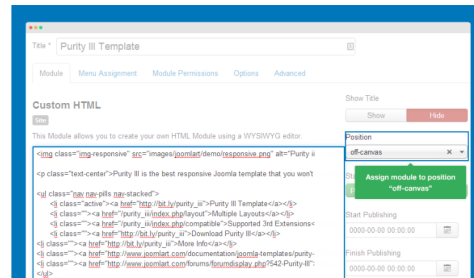 Title * Purity III Template
Module Menu Assignment Module Permissions Options Advanced
Custom HTML
Site
This Module allows you to create your own HTML Module using a WYSIWYG editor.
<img class="img-responsive" src="images/joomlart/demo/responsive.png" alt="Purity ii
<p class="text-center">Purity III is the best responsive Joomla template that you won't
<ul class="nav nav-pills nav-stacked">
<li class="active"><a href="http://bit.ly/purity_iii">Purity III Template</a></li>
<li class=""><a href="/purity_iii/index.php/layout">Multiple Layouts</a></li>
<li class=""><a href="/purity_iii/index.php/compatible">Supported 3rd Extensions<
<li class=""><a href="http://bit.ly/purity_iii">Download Purity III</a></li>
<li class=""><a href="http://bit.ly/purity_iii">More Info</a></li>
<li class=""><a href="http://www.joomlart.com/documentation/joomla-templates/purity-
<li class=""><a href="http://www.joomlart.com/forums/forumdisplay.php?542-Purity-III":
</ul>
Show Title
Show Hide
Position
off-canvas
Assign module to position
"off-canvas"
Start Publishing
0000-00-00 00:00:00
Finish Publishing
0000-00-00 00:00:00